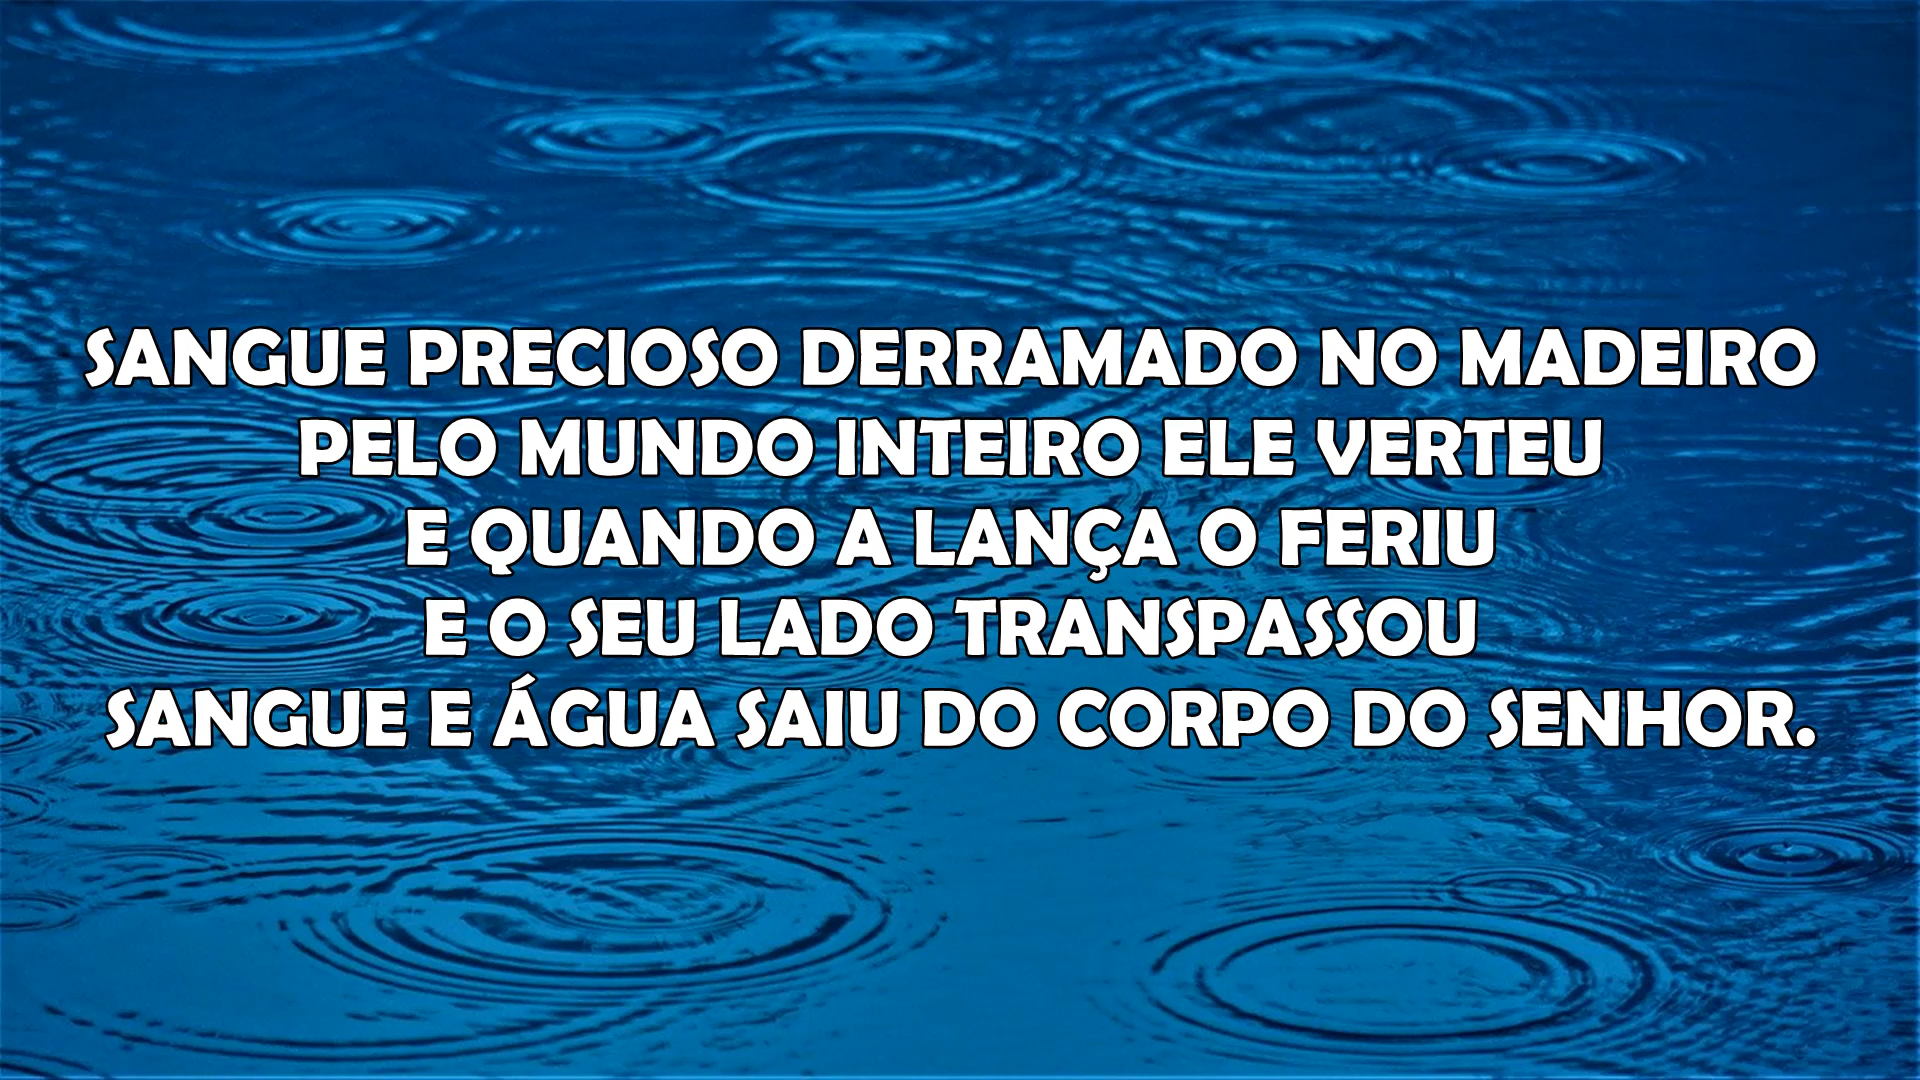 SANGUE PRECIOSO DERRAMADO NO MADEIRO
PELO MUNDO INTEIRO ELE VERTEU
E QUANDO A LANÇA O FERIU
E O SEU LADO TRANSPASSOU
SANGUE E ÁGUA SAIU DO CORPO DO SENHOR.